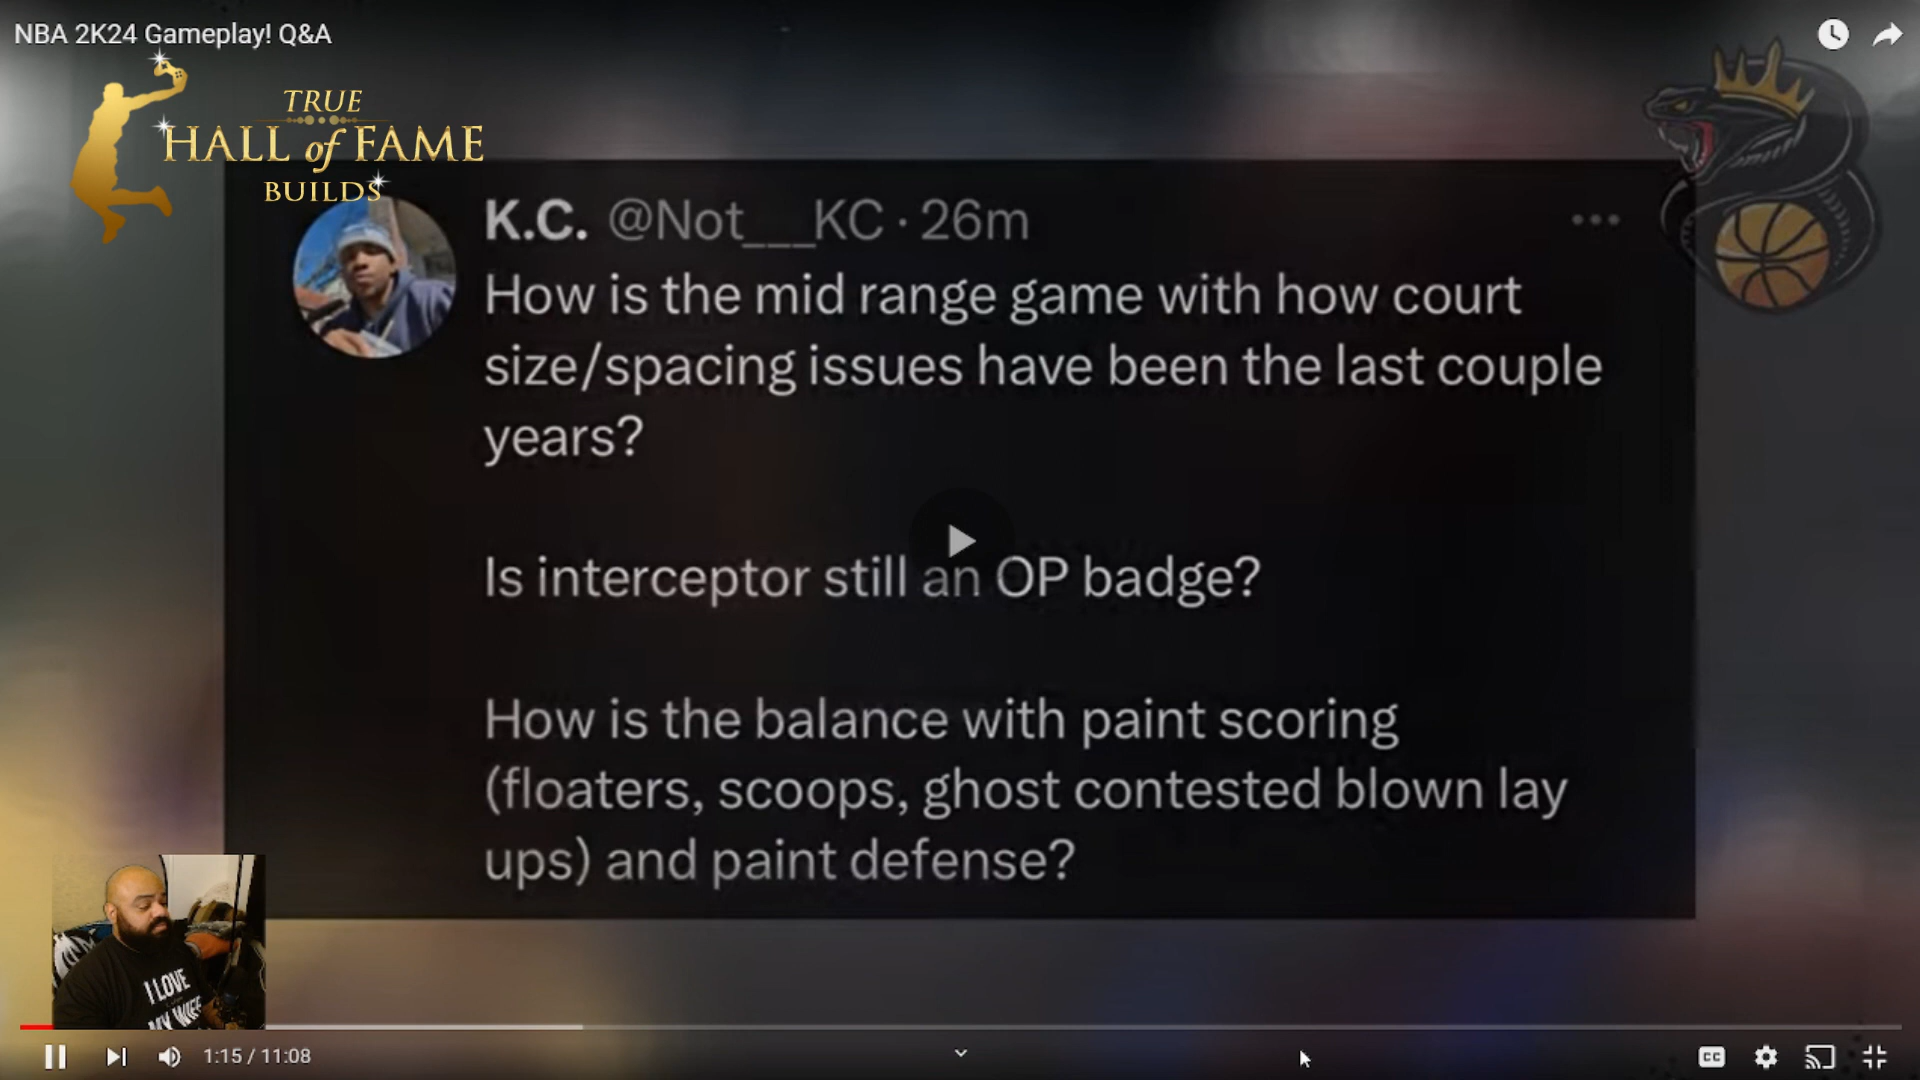 NBA 2K24 Gameplay! Q&A
TRUE
HALL of FAME
BUILDS
K.C. @Not___KC · 26m
How is the mid range game with how court
size/spacing issues have been the last couple
years?
Is interceptor still an OP badge?
How is the balance with paint scoring
(floaters, scoops, ghost contested blown lay
ups) and paint defense?
I LOVE
MY WIFE
1:15 / 11:08
CC